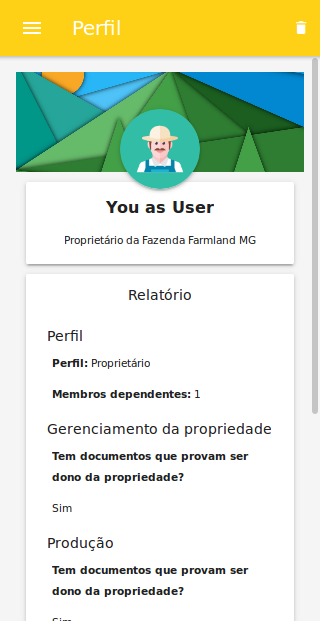 Perfil
You as User
Proprietário da Fazenda Farmland MG
Relatório
Perfil
Perfil: Proprietário
Membros dependentes: 1
Gerenciamento da propriedade
Tem documentos que provam ser
dono da propriedade?
Sim
Produção
Tem documentos que provam ser
dono da propriedade?
Sim